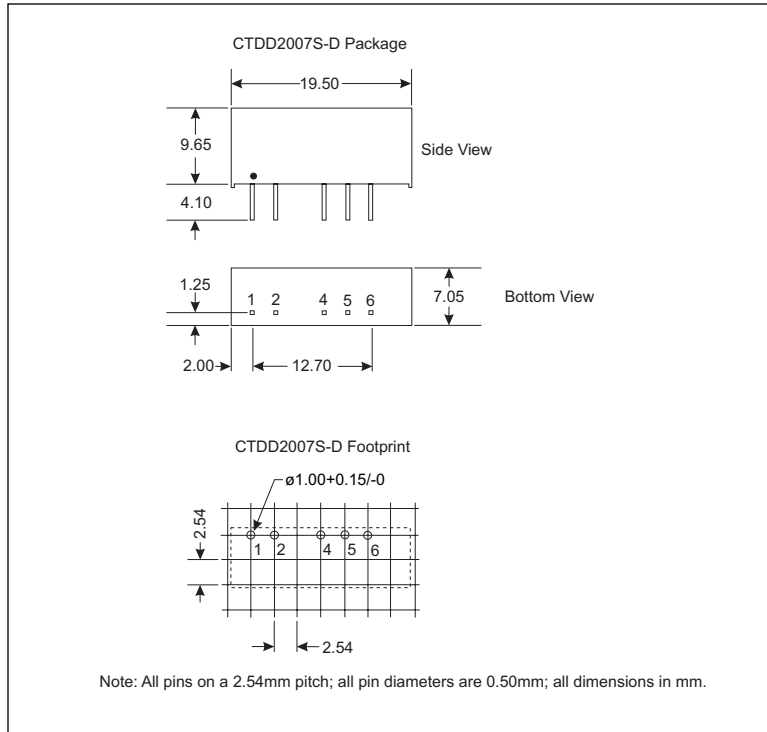 CTDD2007S-D Package
19.50
9.65
Side View
4.10
1.25
1 2 4 5 6
7.05
Bottom View
2.00
12.70
CTDD2007S-D Footprint
ø1.00+0.15/-0
2.54
1 2 4 5 6
2.54
Note: All pins on a 2.54mm pitch; all pin diameters are 0.50mm; all dimensions in mm.